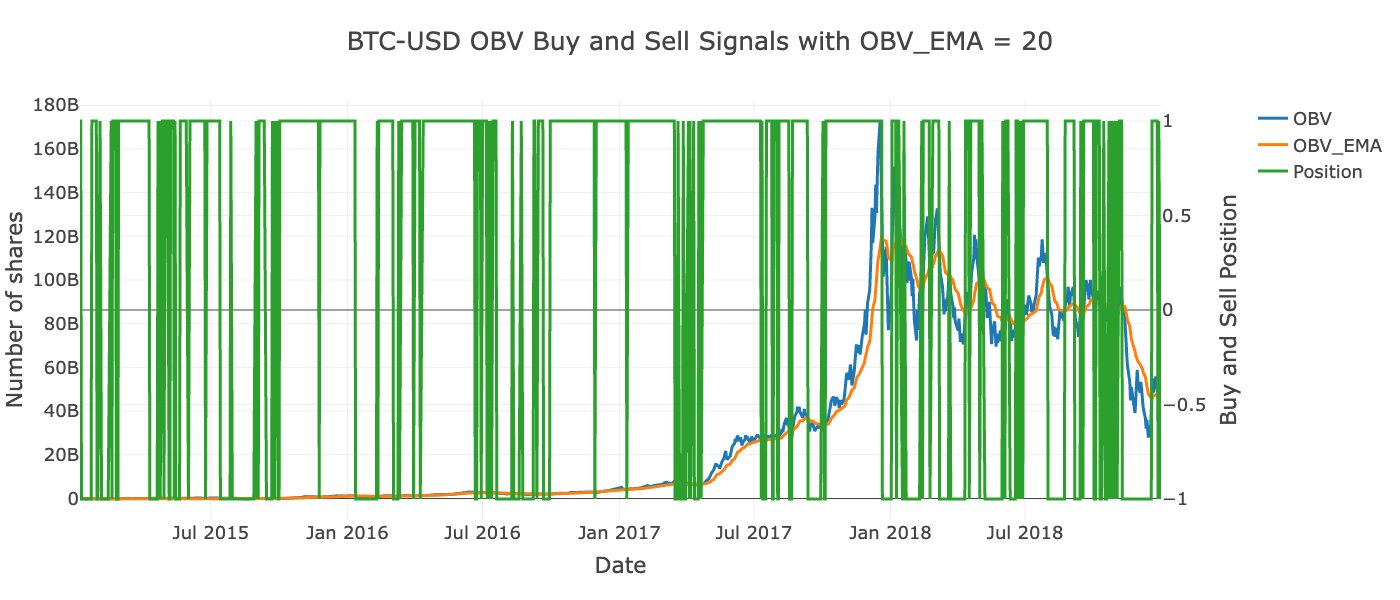 BTC-USD OBV Buy and Sell Signals with OBV_EMA = 20
180B
160B
140B
120B
100B
80B
60B
40B
20B
0
Number of shares
1
0.5
0
−0.5
−1
Buy and Sell Position
OBV
OBV_EMA
Position
Jul 2015
Jan 2016
Jul 2016
Jan 2017
Jul 2017
Jan 2018
Jul 2018
Date